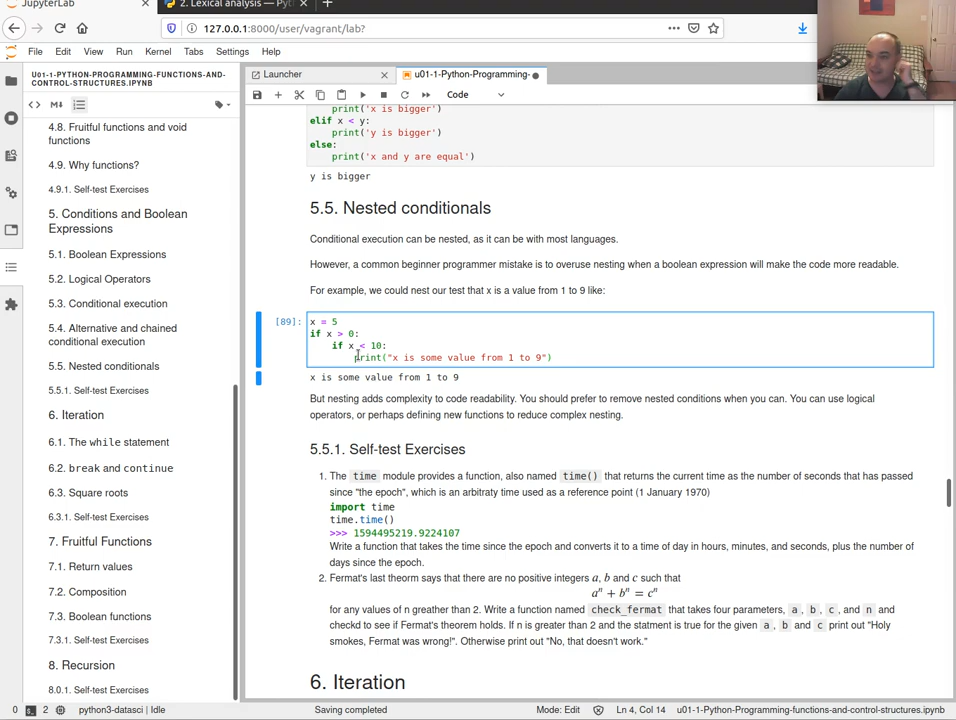 JupyterLab
2. Lexical analysis — Pyt
127.0.0.1:8000/user/vagrant/lab?
File Edit View Run Kernel Tabs Settings Help
U01-1-PYTHON-PROGRAMMING-FUNCTIONS-AND-
CONTROL-STRUCTURES.IPYNB
4.8. Fruitful functions and void
functions
4.9. Why functions?
4.9.1. Self-test Exercises
5. Conditions and Boolean
Expressions
5.1. Boolean Expressions
5.2. Logical Operators
5.3. Conditional execution
5.4. Alternative and chained
conditional execution
5.5. Nested conditionals
5.5.1. Self-test Exercises
6. Iteration
6.1. The while statement
6.2. break and continue
6.3. Square roots
6.3.1. Self-test Exercises
7. Fruitful Functions
7.1. Return values
7.2. Composition
7.3. Boolean functions
7.3.1. Self-test Exercises
8. Recursion
8.0.1. Self-test Exercises
Launcher
u01-1-Python-Programming-
Code
print('x is bigger')
elif x < y:
print('y is bigger')
else:
print('x and y are equal')
y is bigger
5.5. Nested conditionals
Conditional execution can be nested, as it can be with most languages.
However, a common beginner programmer mistake is to overuse nesting when a boolean expression will make the code more readable.
For example, we could nest our test that x is a value from 1 to 9 like:
[89]: x = 5
if x > 0:
if x < 10:
print("x is some value from 1 to 9")
x is some value from 1 to 9
But nesting adds complexity to code readability. You should prefer to remove nested conditions when you can. You can use logical
operators, or perhaps defining new functions to reduce complex nesting.
5.5.1. Self-test Exercises
1. The time module provides a function, also named time() that returns the current time as the number of seconds that has passed
since "the epoch", which is an arbitraty time used as a reference point (1 January 1970)
import time
time.time()
>>> 1594495219.9224107
Write a function that takes the time since the epoch and converts it to a time of day in hours, minutes, and seconds, plus the number of
days since the epoch.
2. Fermat's last theorm says that there are no positive integers a, b and c such that
aⁿ + bⁿ = cⁿ
for any values of n greather than 2. Write a function named check_fermat that takes four parameters, a, b, c, and n and
checkd to see if Fermat's theorem holds. If n is greater than 2 and the statment is true for the given a, b and c print out "Holy
smokes, Fermat was wrong!". Otherwise print out "No, that doesn't work."
6. Iteration
0 2 python3-datasci | Idle Saving completed Mode: Edit Ln 4, Col 14 u01-1-Python-Programming-functions-and-control-structures.ipynb